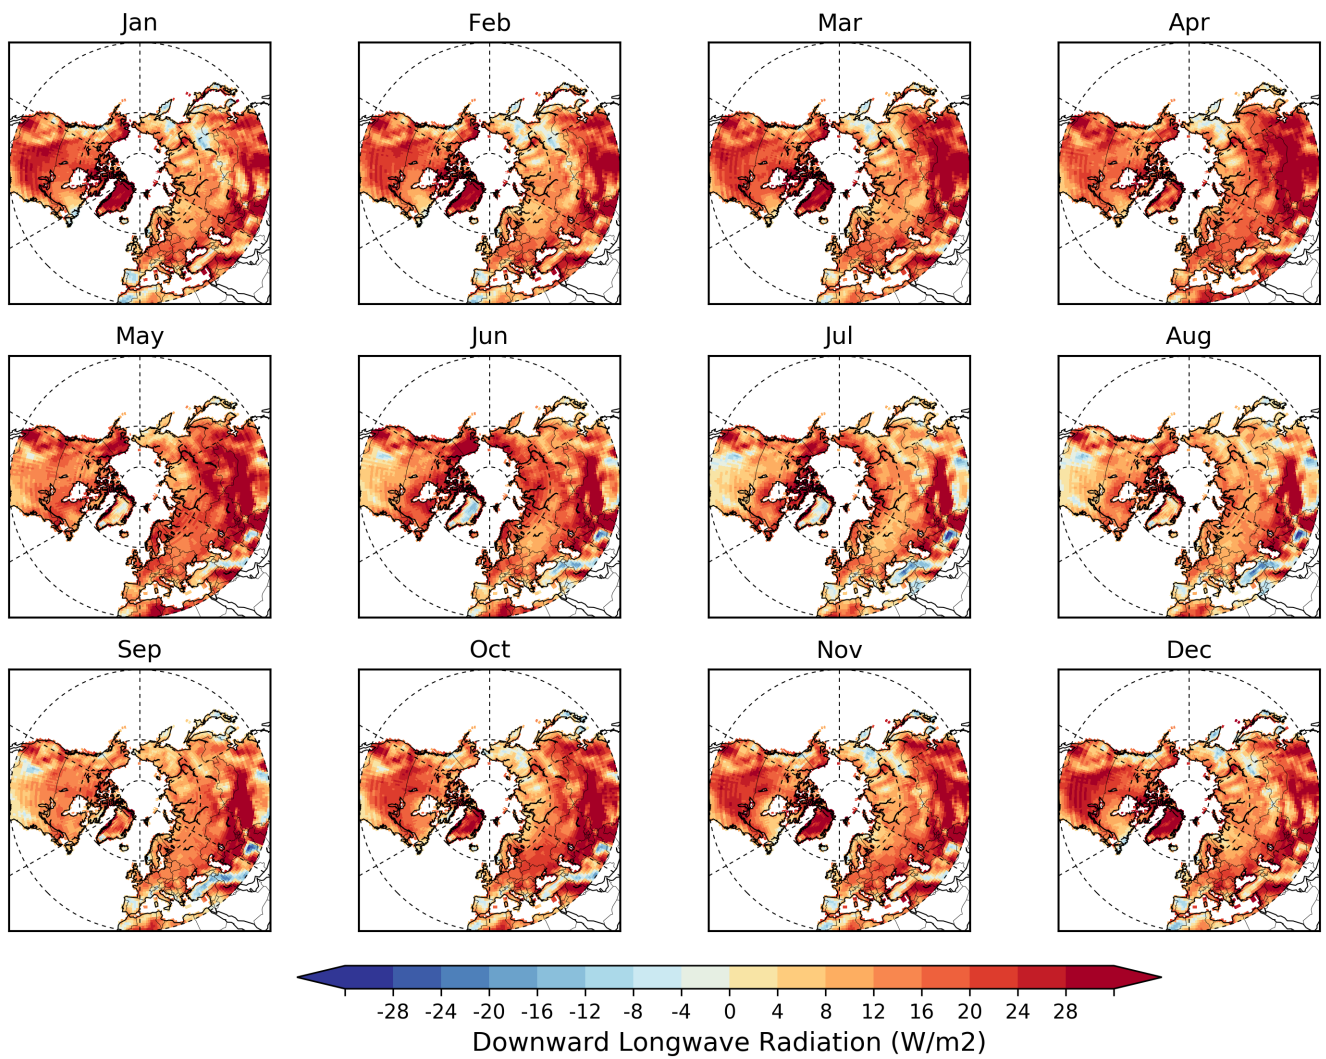 Jan Feb Mar Apr
May Jun Jul Aug
Sep Oct Nov Dec
-28 -24 -20 -16 -12 -8 -4 0 4 8 12 16 20 24 28
Downward Longwave Radiation (W/m2)